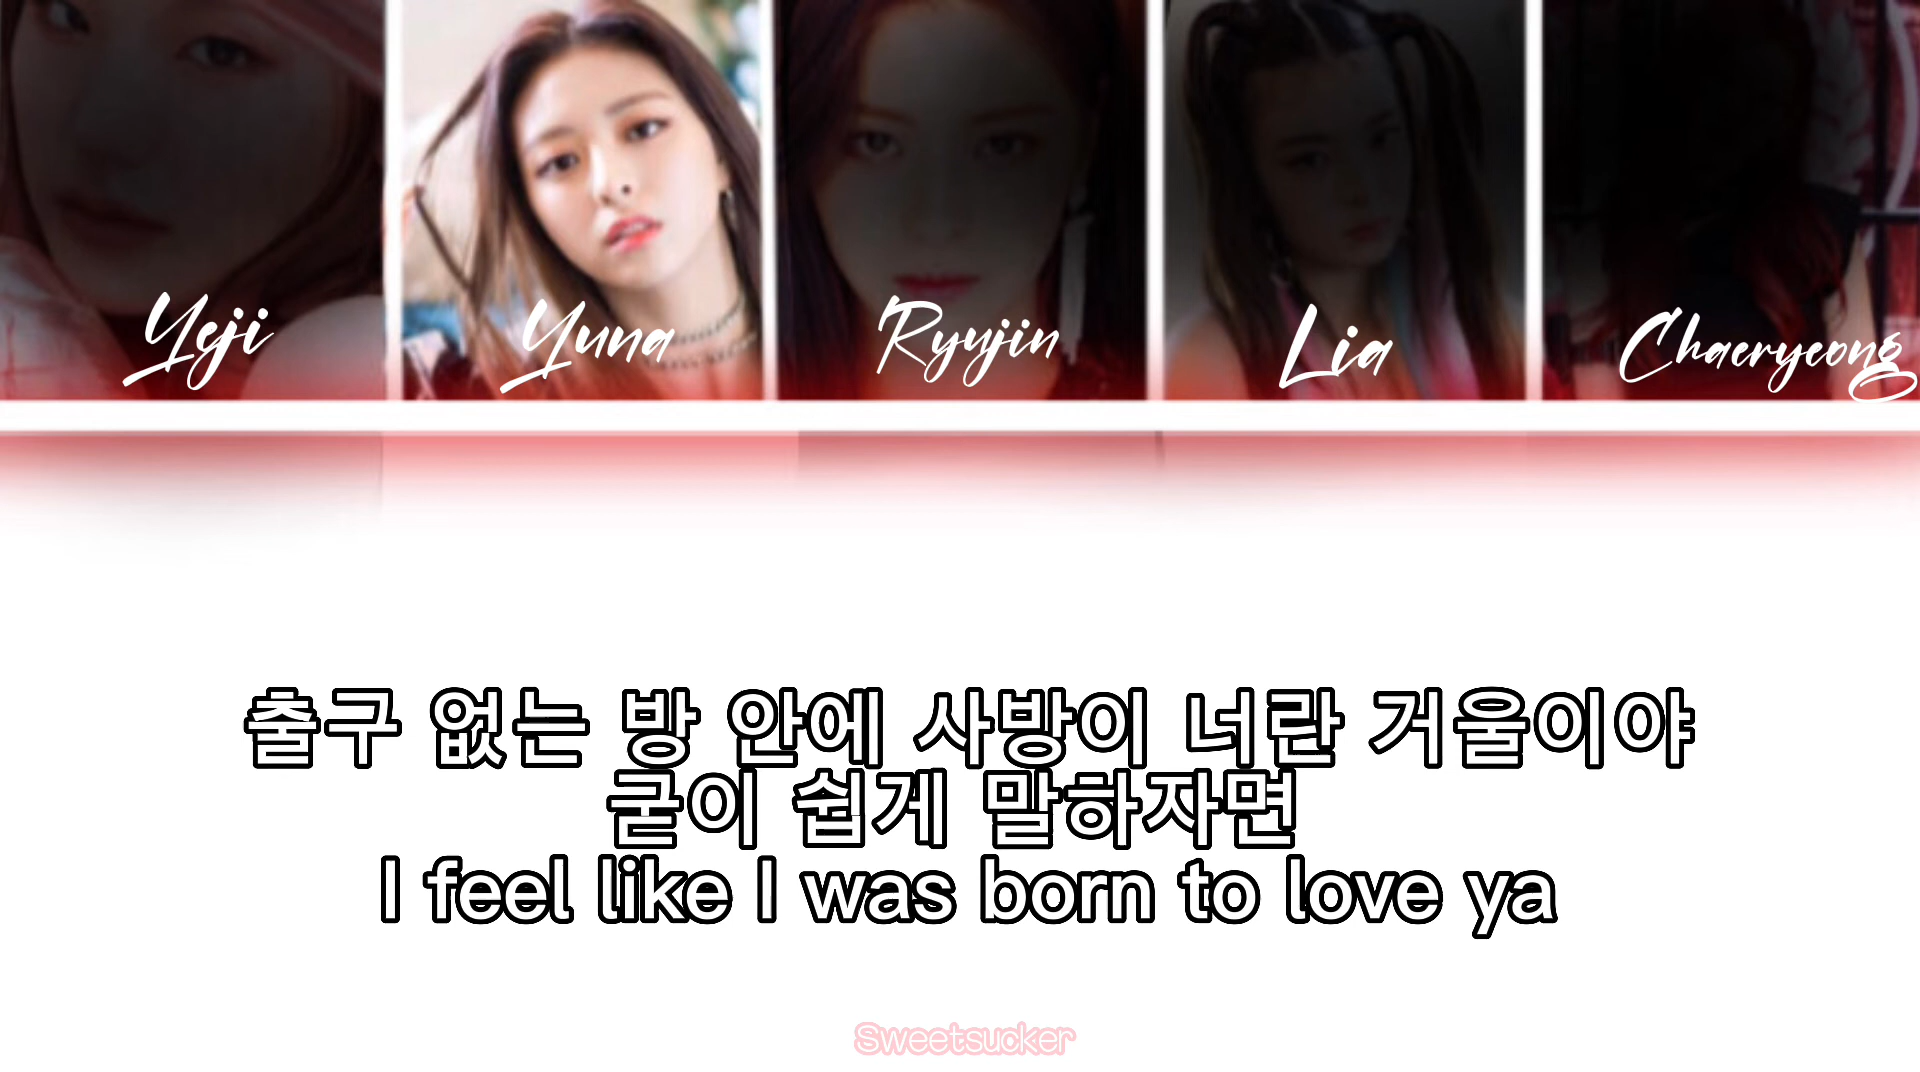 Yeji
Yuna
Ryujin
Lia
Chaeryeong
출구 없는 방 안에 사방이 너란 거울이야
굳이 쉽게 말하자면
I feel like I was born to love ya
Sweetsucker